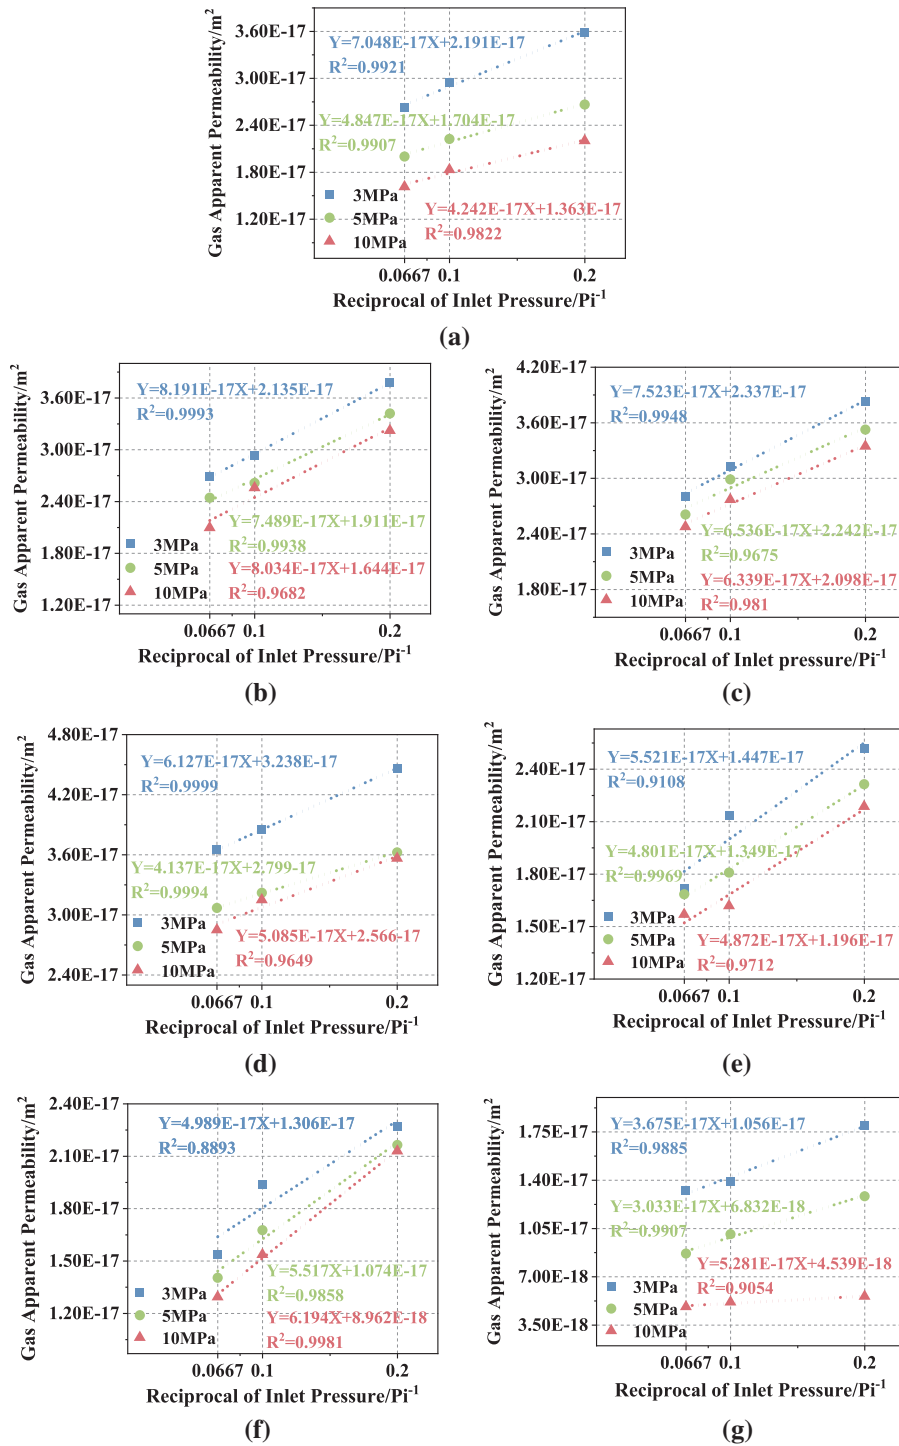 Gas Apparent Permeability/m²
3.60E-17
3.00E-17
2.40E-17
1.80E-17
1.20E-17
Y=7.048E-17X+2.191E-17
R²=0.9921
Y=4.847E-17X+1.704E-17
R²=0.9907
3MPa
5MPa
10MPa
Y=4.242E-17X+1.363E-17
R²=0.9822
0.0667 0.1 0.2
Reciprocal of Inlet Pressure/Pi⁻¹
(a)
Gas Apparent Permeability/m²
3.60E-17
3.00E-17
2.40E-17
1.80E-17
1.20E-17
Y=8.191E-17X+2.135E-17
R²=0.9993
Y=7.489E-17X+1.911E-17
R²=0.9938
Y=8.034E-17X+1.644E-17
R²=0.9682
3MPa
5MPa
10MPa
0.0667 0.1 0.2
Reciprocal of Inlet Pressure/Pi⁻¹
(b)
Gas Apparent Permeability/m²
4.20E-17
3.60E-17
3.00E-17
2.40E-17
1.80E-17
Y=7.523E-17X+2.337E-17
R²=0.9948
Y=6.536E-17X+2.242E-17
R²=0.9675
Y=6.339E-17X+2.098E-17
R²=0.981
3MPa
5MPa
10MPa
0.0667 0.1 0.2
Reciprocal of Inlet pressure/Pi⁻¹
(c)
Gas Apparent Permeability/m²
4.80E-17
4.20E-17
3.60E-17
3.00E-17
2.40E-17
Y=6.127E-17X+3.238E-17
R²=0.9999
Y=4.137E-17X+2.799-17
R²=0.9994
3MPa
5MPa
10MPa
Y=5.085E-17X+2.566-17
R²=0.9649
0.0667 0.1 0.2
Reciprocal of Inlet Pressure/Pi⁻¹
(d)
Gas Apparent Permeability/m²
2.40E-17
2.10E-17
1.80E-17
1.50E-17
1.20E-17
Y=5.521E-17X+1.447E-17
R²=0.9108
Y=4.801E-17X+1.349E-17
R²=0.9969
3MPa
5MPa
10MPa
Y=4.872E-17X+1.196E-17
R²=0.9712
0.0667 0.1 0.2
Reciprocal of Inlet Pressure/Pi⁻¹
(e)
Gas Apparent Permeability/m²
2.40E-17
2.10E-17
1.80E-17
1.50E-17
1.20E-17
Y=4.989E-17X+1.306E-17
R²=0.8893
Y=5.517X+1.074E-17
R²=0.9858
Y=6.194X+8.962E-18
R²=0.9981
3MPa
5MPa
10MPa
0.0667 0.1 0.2
Reciprocal of Inlet Pressure/Pi⁻¹
(f)
Gas Apparent Permeability/m²
1.75E-17
1.40E-17
1.05E-17
7.00E-18
3.50E-18
Y=3.675E-17X+1.056E-17
R²=0.9885
Y=3.033E-17X+6.832E-18
R²=0.9907
Y=5.281E-17X+4.539E-18
R²=0.9054
3MPa
5MPa
10MPa
0.0667 0.1 0.2
Reciprocal of Inlet Pressure/Pi⁻¹
(g)